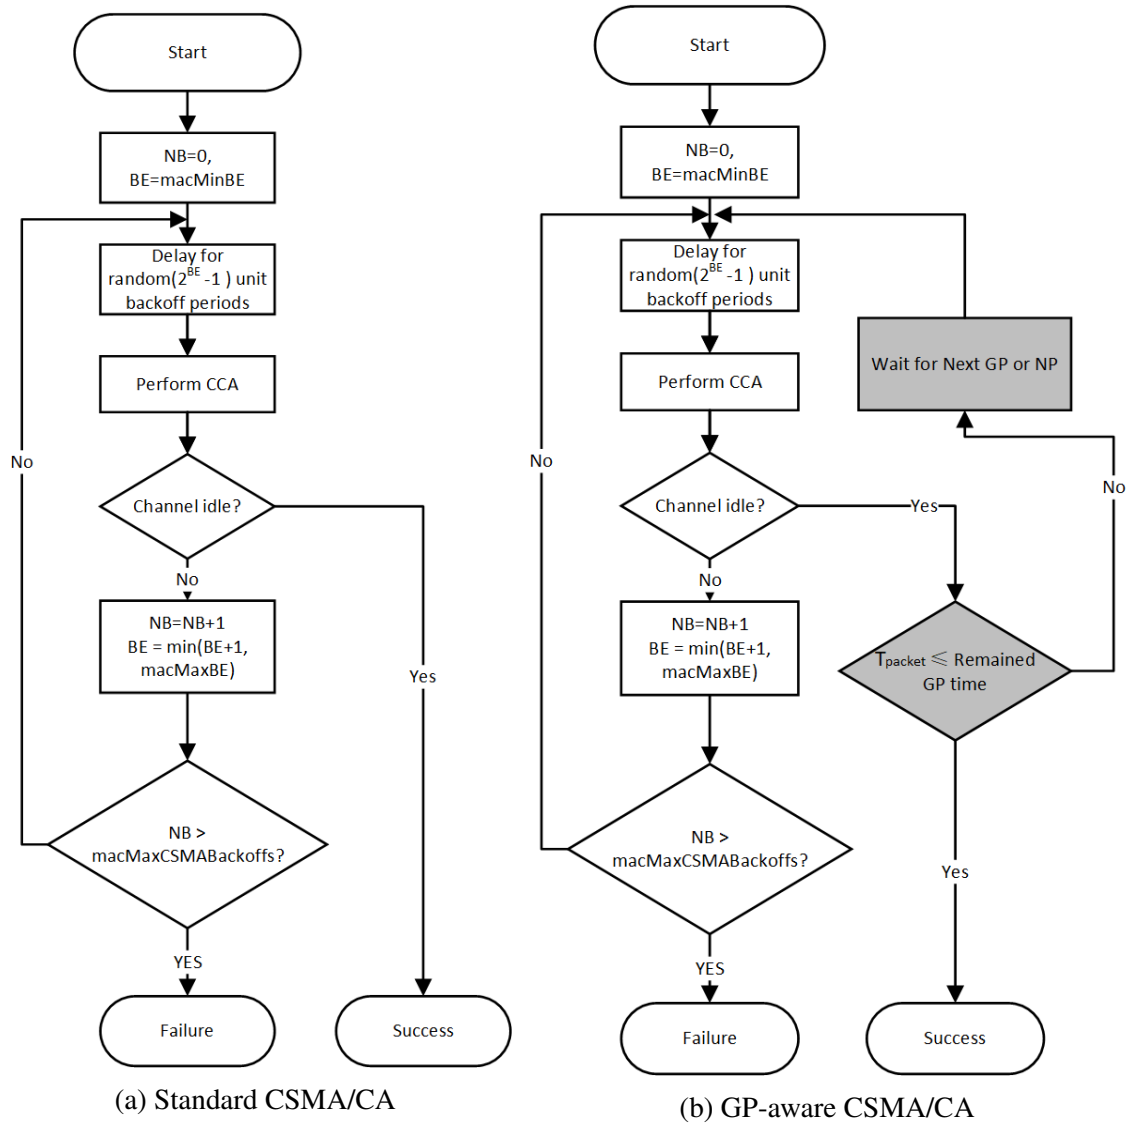 Start
NB=0,
BE=macMinBE
Delay for
random(2^BE -1 ) unit
backoff periods
Perform CCA
Channel idle?
No
No
NB=NB+1
BE = min(BE+1,
macMaxBE)
Yes
NB >
macMaxCSMABackoffs?
YES
Failure
Success
(a) Standard CSMA/CA
Start
NB=0,
BE=macMinBE
Delay for
random(2^BE -1 ) unit
backoff periods
Wait for Next GP or NP
Perform CCA
No
No
Channel idle?
Yes
No
NB=NB+1
BE = min(BE+1,
macMaxBE)
Tpacket ≤ Remained
GP time
NB >
macMaxCSMABackoffs?
Yes
YES
Failure
Success
(b) GP-aware CSMA/CA